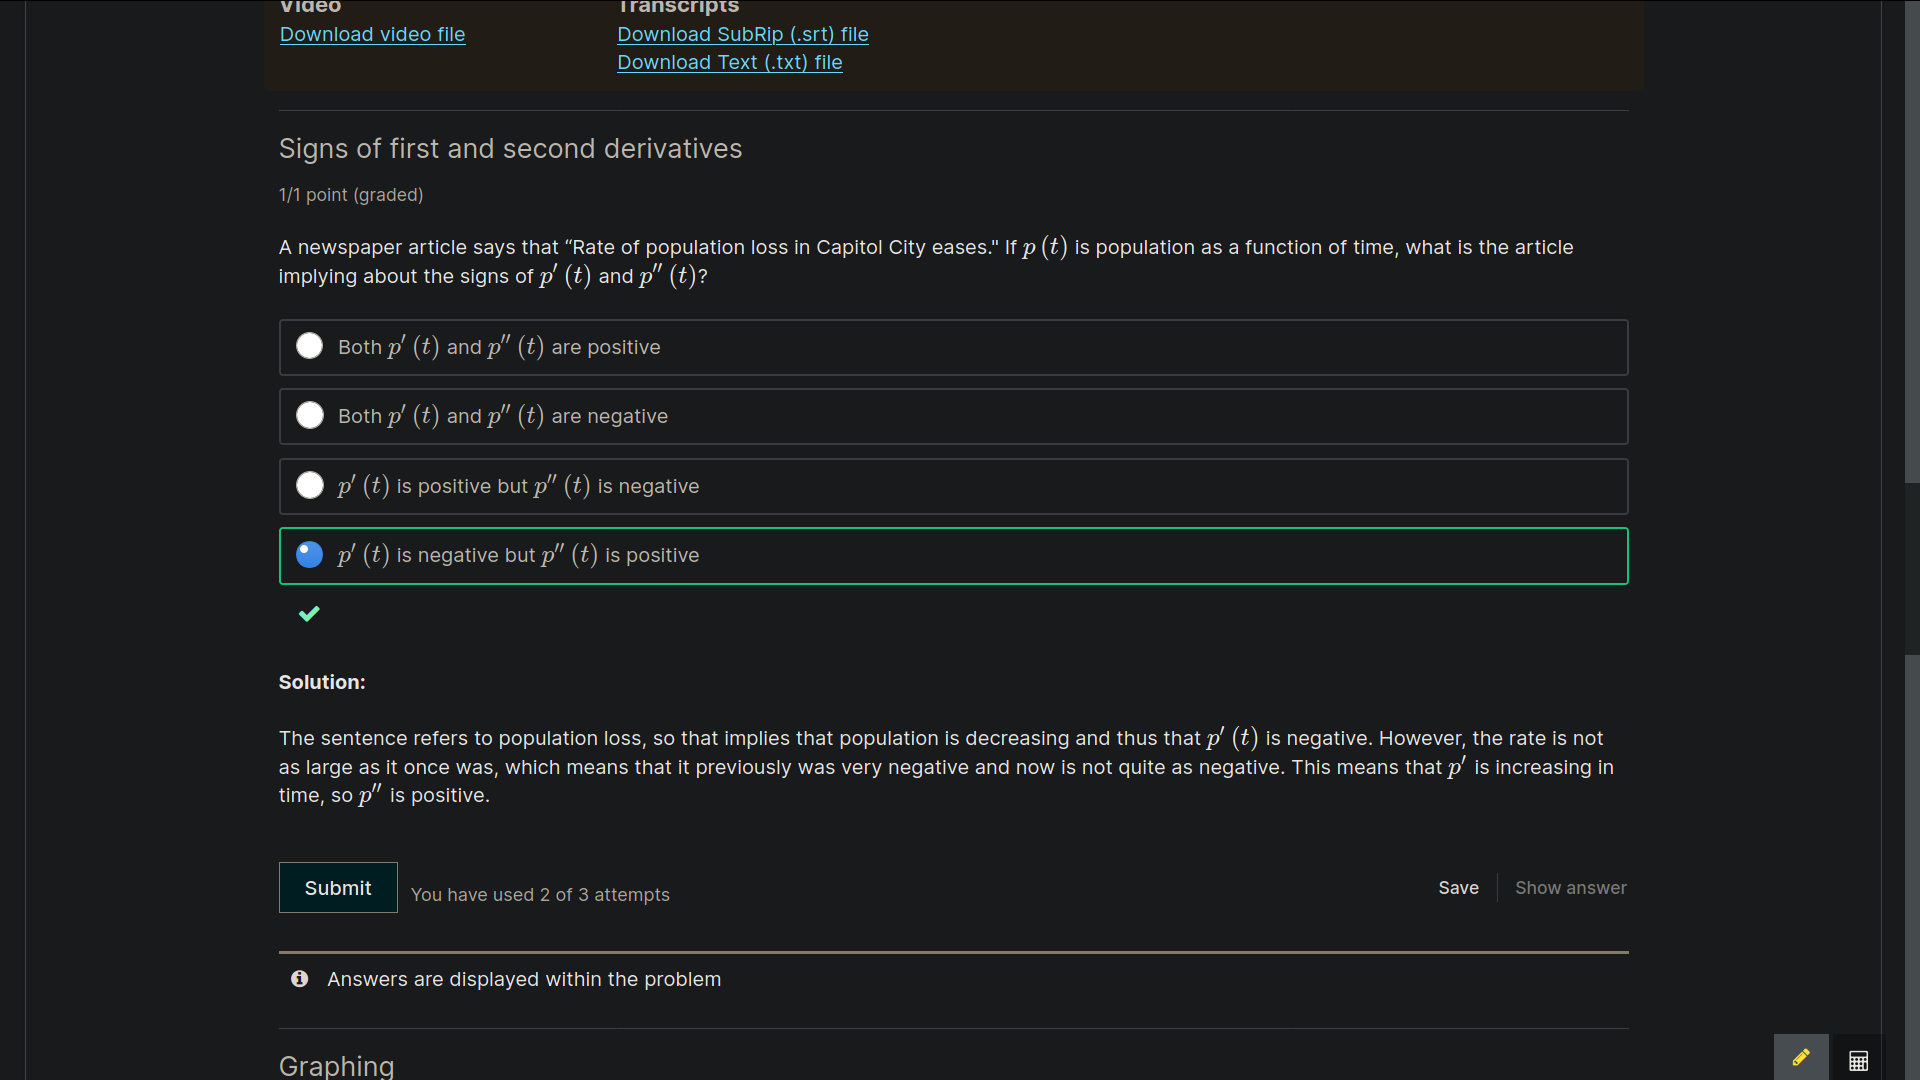 Video
Transcripts
Download video file
Download SubRip (.srt) file
Download Text (.txt) file
Signs of first and second derivatives
1/1 point (graded)
A newspaper article says that “Rate of population loss in Capitol City eases." If p (t) is population as a function of time, what is the article
implying about the signs of p′ (t) and p″ (t)?
Both p′ (t) and p″ (t) are positive
Both p′ (t) and p″ (t) are negative
p′ (t) is positive but p″ (t) is negative
p′ (t) is negative but p″ (t) is positive
Solution:
The sentence refers to population loss, so that implies that population is decreasing and thus that p′ (t) is negative. However, the rate is not
as large as it once was, which means that it previously was very negative and now is not quite as negative. This means that p′ is increasing in
time, so p″ is positive.
Submit
You have used 2 of 3 attempts
Save
Show answer
Answers are displayed within the problem
Graphing